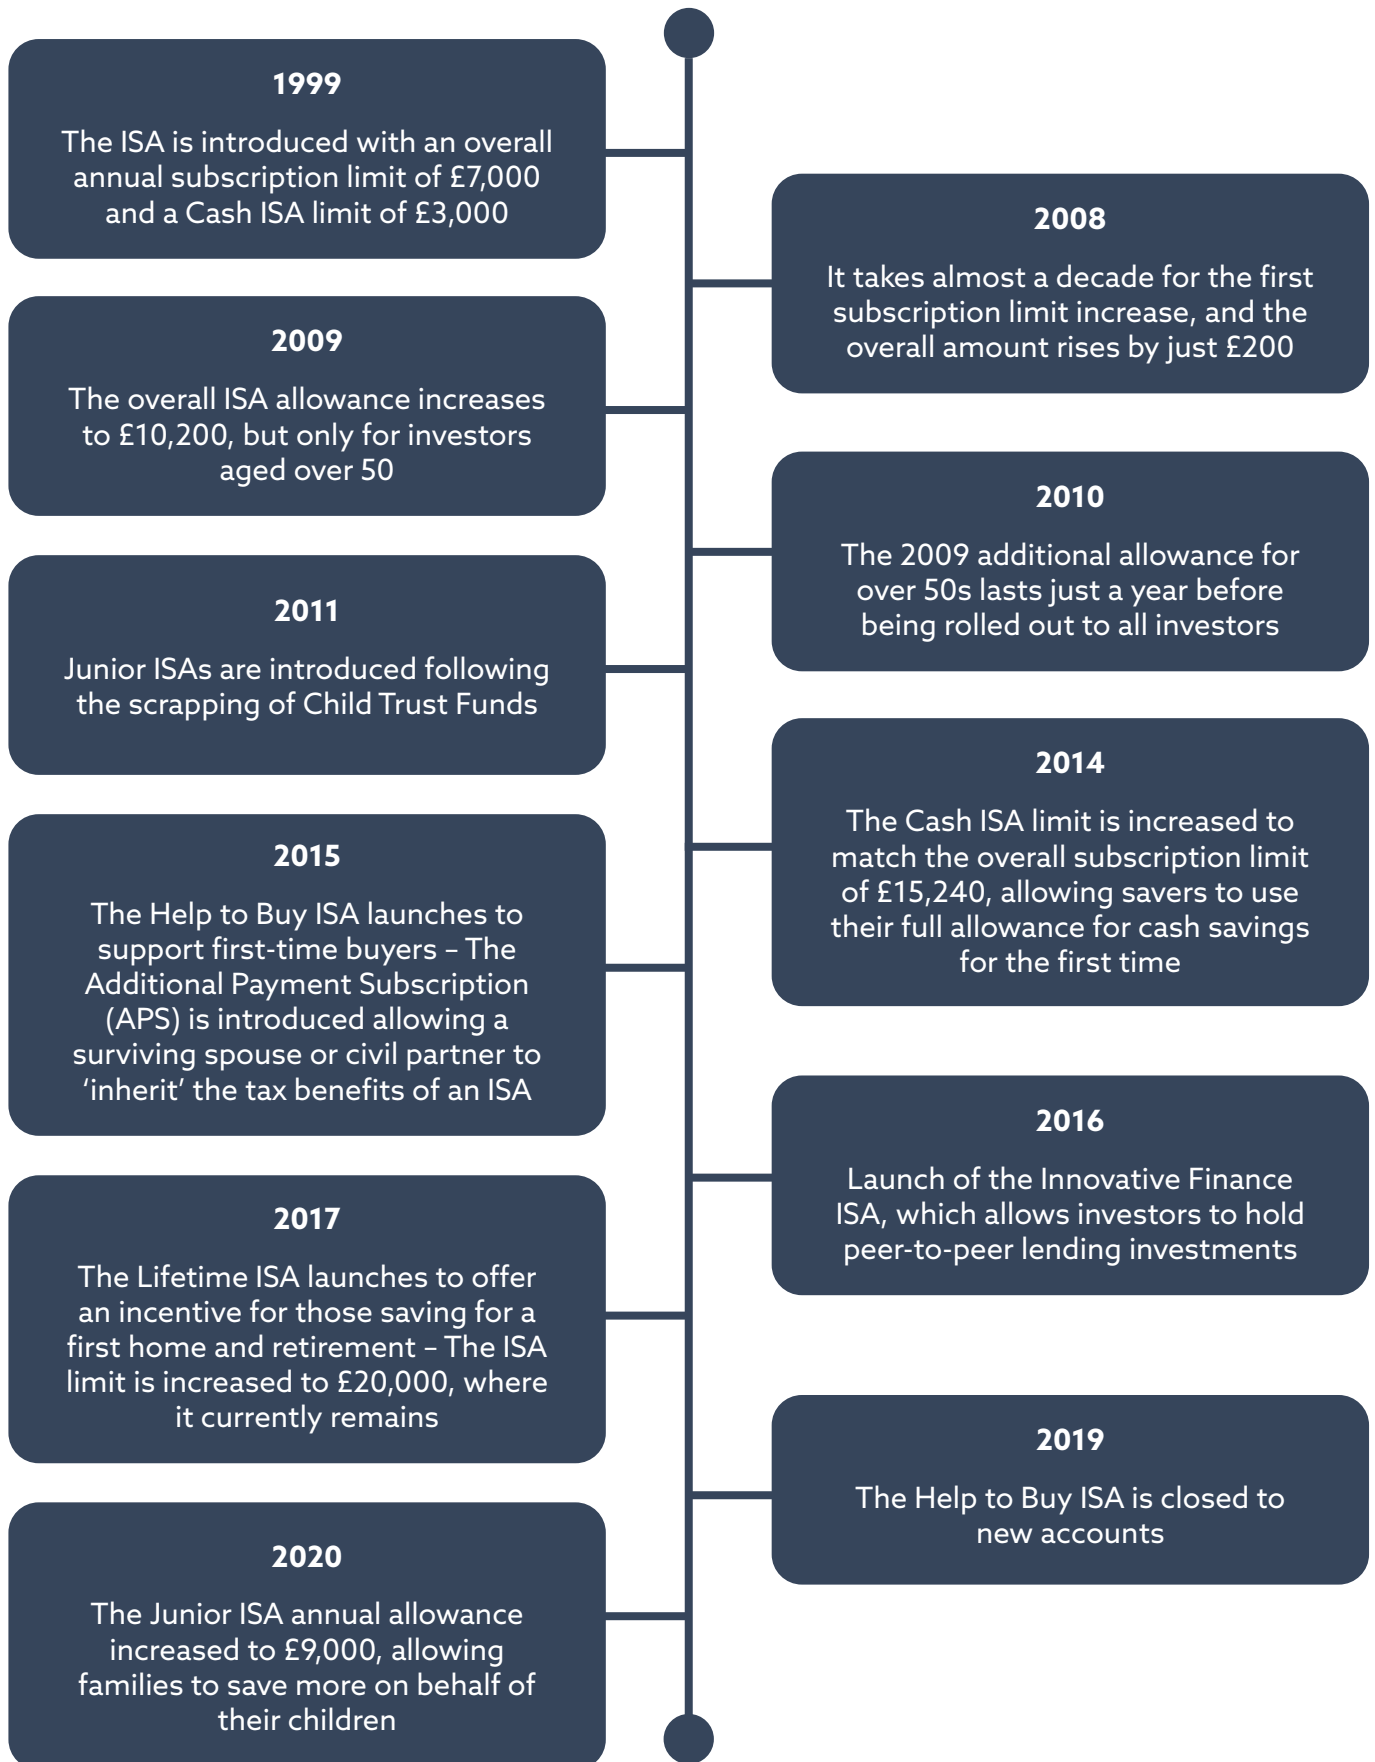 1999
The ISA is introduced with an overall
annual subscription limit of £7,000
and a Cash ISA limit of £3,000
2008
It takes almost a decade for the first
subscription limit increase, and the
overall amount rises by just £200
2009
The overall ISA allowance increases
to £10,200, but only for investors
aged over 50
2010
The 2009 additional allowance for
over 50s lasts just a year before
being rolled out to all investors
2011
Junior ISAs are introduced following
the scrapping of Child Trust Funds
2014
The Cash ISA limit is increased to
match the overall subscription limit
of £15,240, allowing savers to use
their full allowance for cash savings
for the first time
2015
The Help to Buy ISA launches to
support first-time buyers – The
Additional Payment Subscription
(APS) is introduced allowing a
surviving spouse or civil partner to
‘inherit’ the tax benefits of an ISA
2016
Launch of the Innovative Finance
ISA, which allows investors to hold
peer-to-peer lending investments
2017
The Lifetime ISA launches to offer
an incentive for those saving for a
first home and retirement – The ISA
limit is increased to £20,000, where
it currently remains
2019
The Help to Buy ISA is closed to
new accounts
2020
The Junior ISA annual allowance
increased to £9,000, allowing
families to save more on behalf of
their children